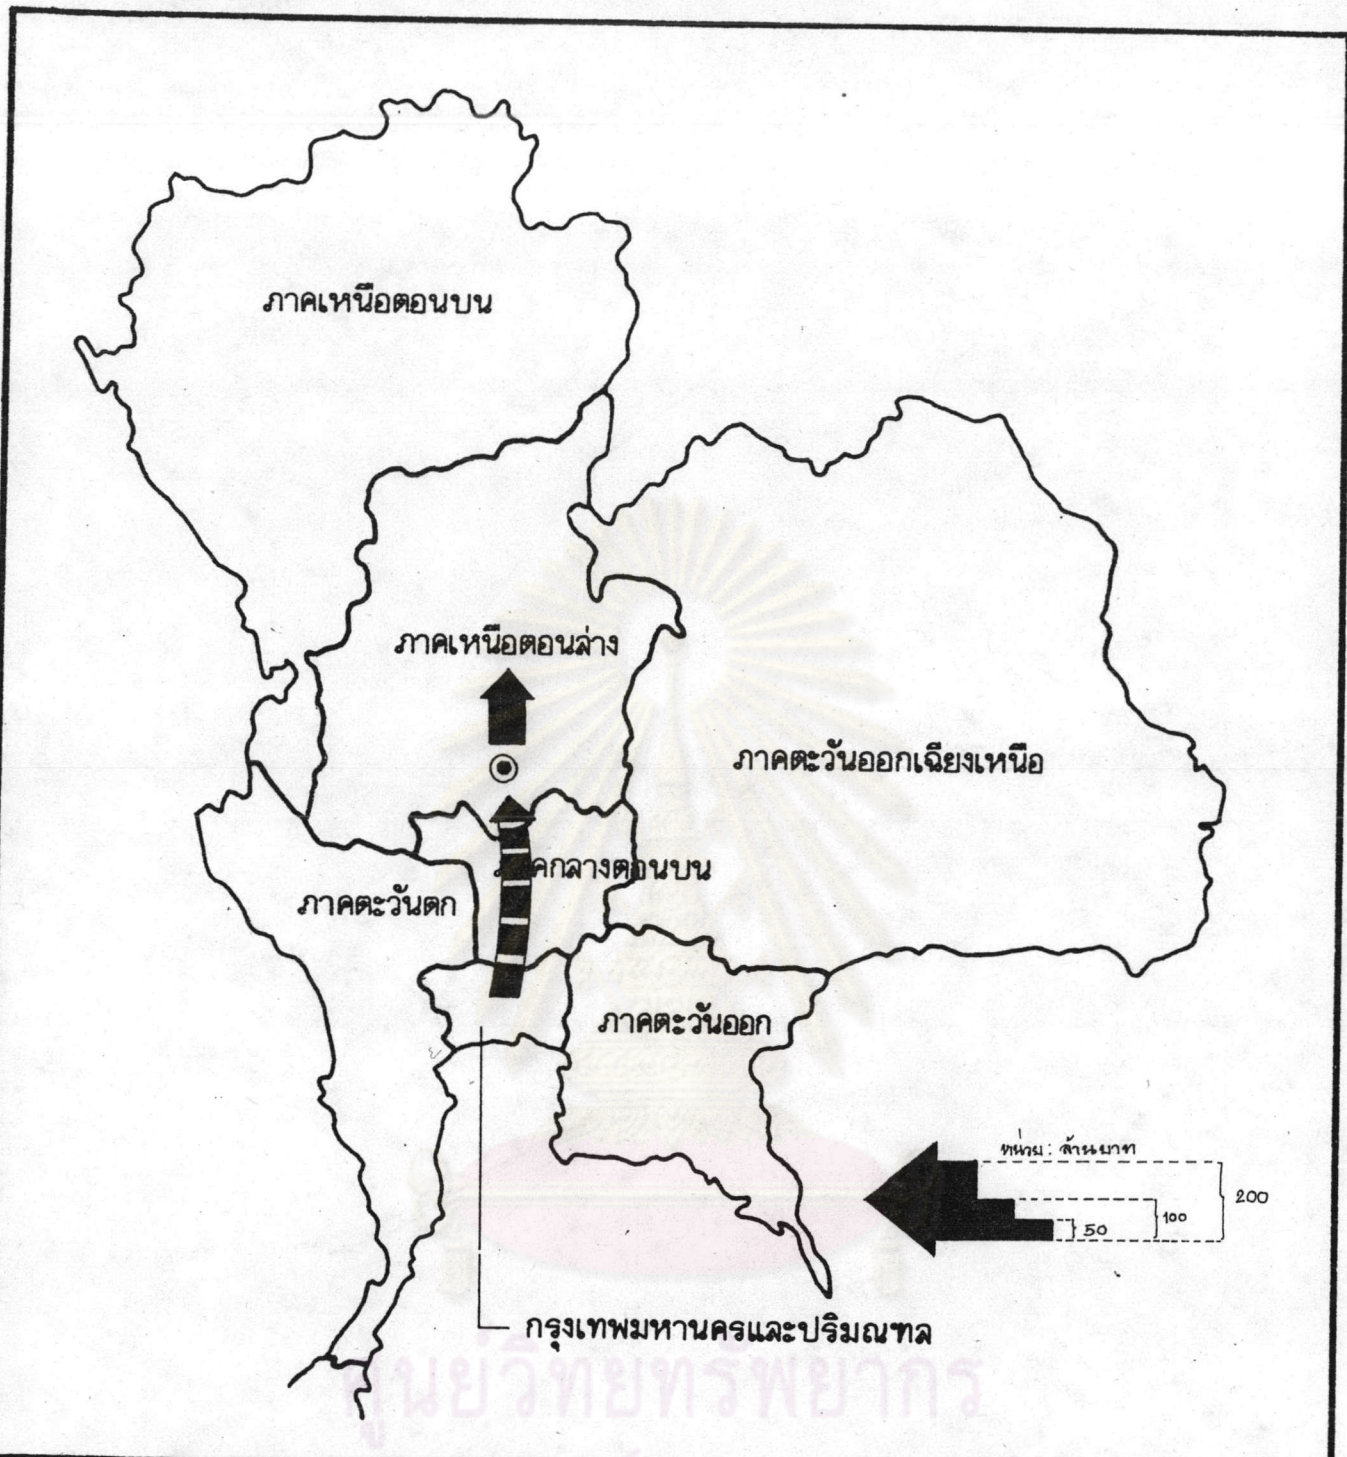 ภาคเหนือตอนบน
ภาคเหนือตอนล่าง
ภาคตะวันออกเฉียงเหนือ
ภาคกลางตอนบน
ภาคตะวันตก
ภาคตะวันออก
หน่วย : ล้านบาท
200
100
50
กรุงเทพมหานครและปริมณฑล
ศูนย์วิทยทรัพยากร